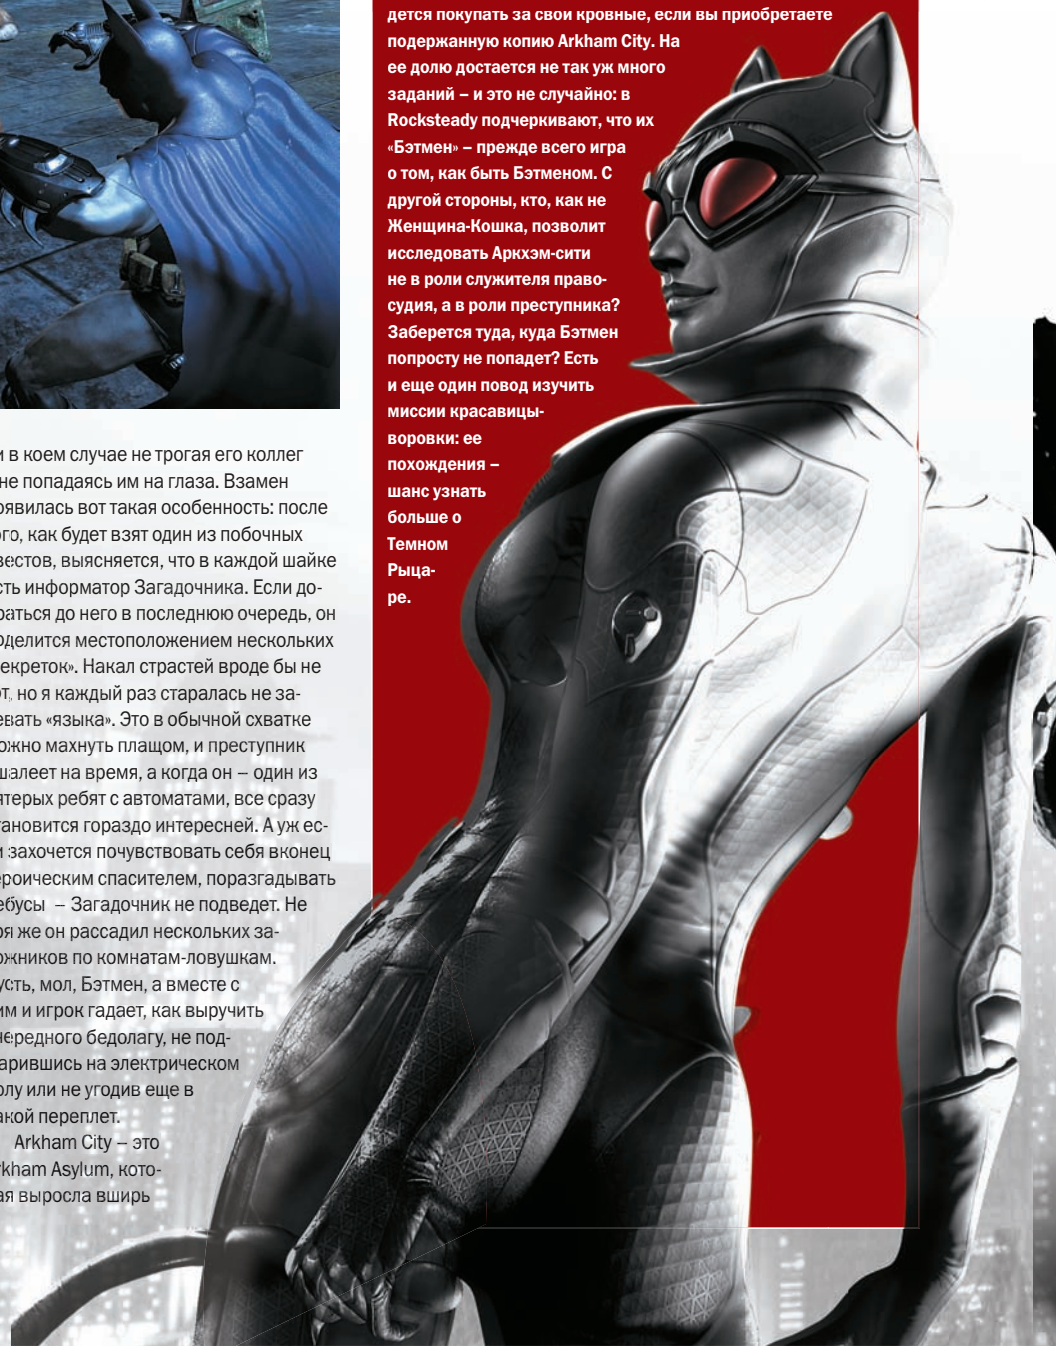 дется покупать за свои кровные, если вы приобретаете
подержанную копию Arkham City. На
ее долю достается не так уж много
заданий – и это не случайно: в
Rocksteady подчеркивают, что их
«Бэтмен» – прежде всего игра
о том, как быть Бэтменом. С
другой стороны, кто, как не
Женщина-Кошка, позволит
исследовать Аркхэм-сити
не в роли служителя право-
судия, а в роли преступника?
Заберется туда, куда Бэтмен
попросту не попадет? Есть
и еще один повод изучить
миссии красавицы-
воровки: ее
похождения –
шанс узнать
больше о
Темном
Рыца-
ре.
и в коем случае не трогая его коллег
не попадаясь им на глаза. Взамен
оявилась вот такая особенность: после
ого, как будет взят один из побочных
вестов, выясняется, что в каждой шайке
сть информатор Загадочника. Если до-
раться до него в последнюю очередь, он
оделится местоположением нескольких
екреток». Накал страстей вроде бы не
от, но я каждый раз старалась не за-
евать «языка». Это в обычной схватке
ожно махнуть плащом, и преступник
шалеет на время, а когда он – один из
ятерых ребят с автоматами, все сразу
тановится гораздо интересней. А уж ес-
и захочется почувствовать себя вконец
ероическим спасителем, поразгадывать
ебусы – Загадочник не подведет. Не
ря же он рассадил нескольких за-
ожников по комнатам-ловушкам.
усть, мол, Бэтмен, а вместе с
им и игрок гадает, как выручить
чередного бедолагу, не под-
арившись на электрическом
олу или не угодив еще в
акой переплет.
Arkham City – это
rkham Asylum, кото-
ая выросла вширь